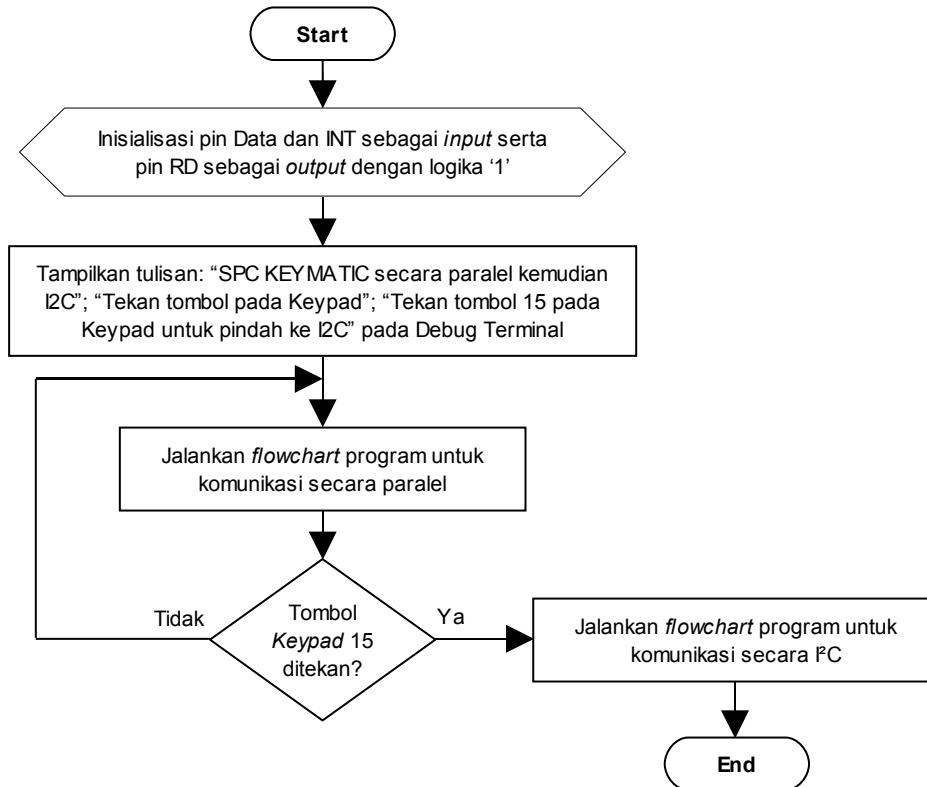 Start
Inisialisasi pin Data dan INT sebagai input serta
pin RD sebagai output dengan logika ‘1’
Tampilkan tulisan: “SPC KEYMATIC secara paralel kemudian
I2C”; “Tekan tombol pada Keypad”; “Tekan tombol 15 pada
Keypad untuk pindah ke I2C” pada Debug Terminal
Jalankan flowchart program untuk
komunikasi secara paralel
Tidak
Tombol
Keypad 15
ditekan?
Ya
Jalankan flowchart program untuk
komunikasi secara I²C
End